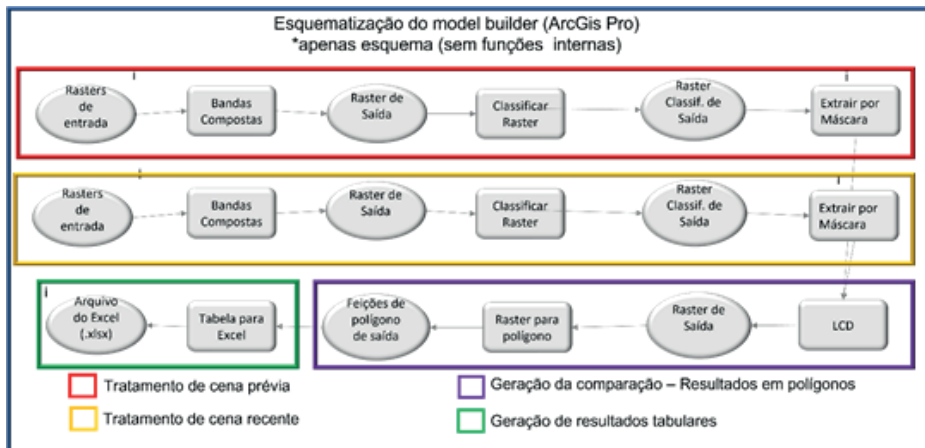 Esquematização do model builder (ArcGis Pro)
*apenas esquema (sem funções internas)
Rasters
de
entrada
Bandas
Compostas
Raster de
Saída
Classificar
Raster
Raster
Classif. de
Saída
Extrair por
Máscara
Rasters
de
entrada
Bandas
Compostas
Raster de
Saída
Classificar
Raster
Raster
Classif. de
Saída
Extrair por
Máscara
Arquivo
do Excel
(.xlsx)
Tabela para
Excel
Feições de
polígono
de saída
Raster para
polígono
Raster de
Saída
LCD
Tratamento de cena prévia
Tratamento de cena recente
Geração da comparação – Resultados em polígonos
Geração de resultados tabulares